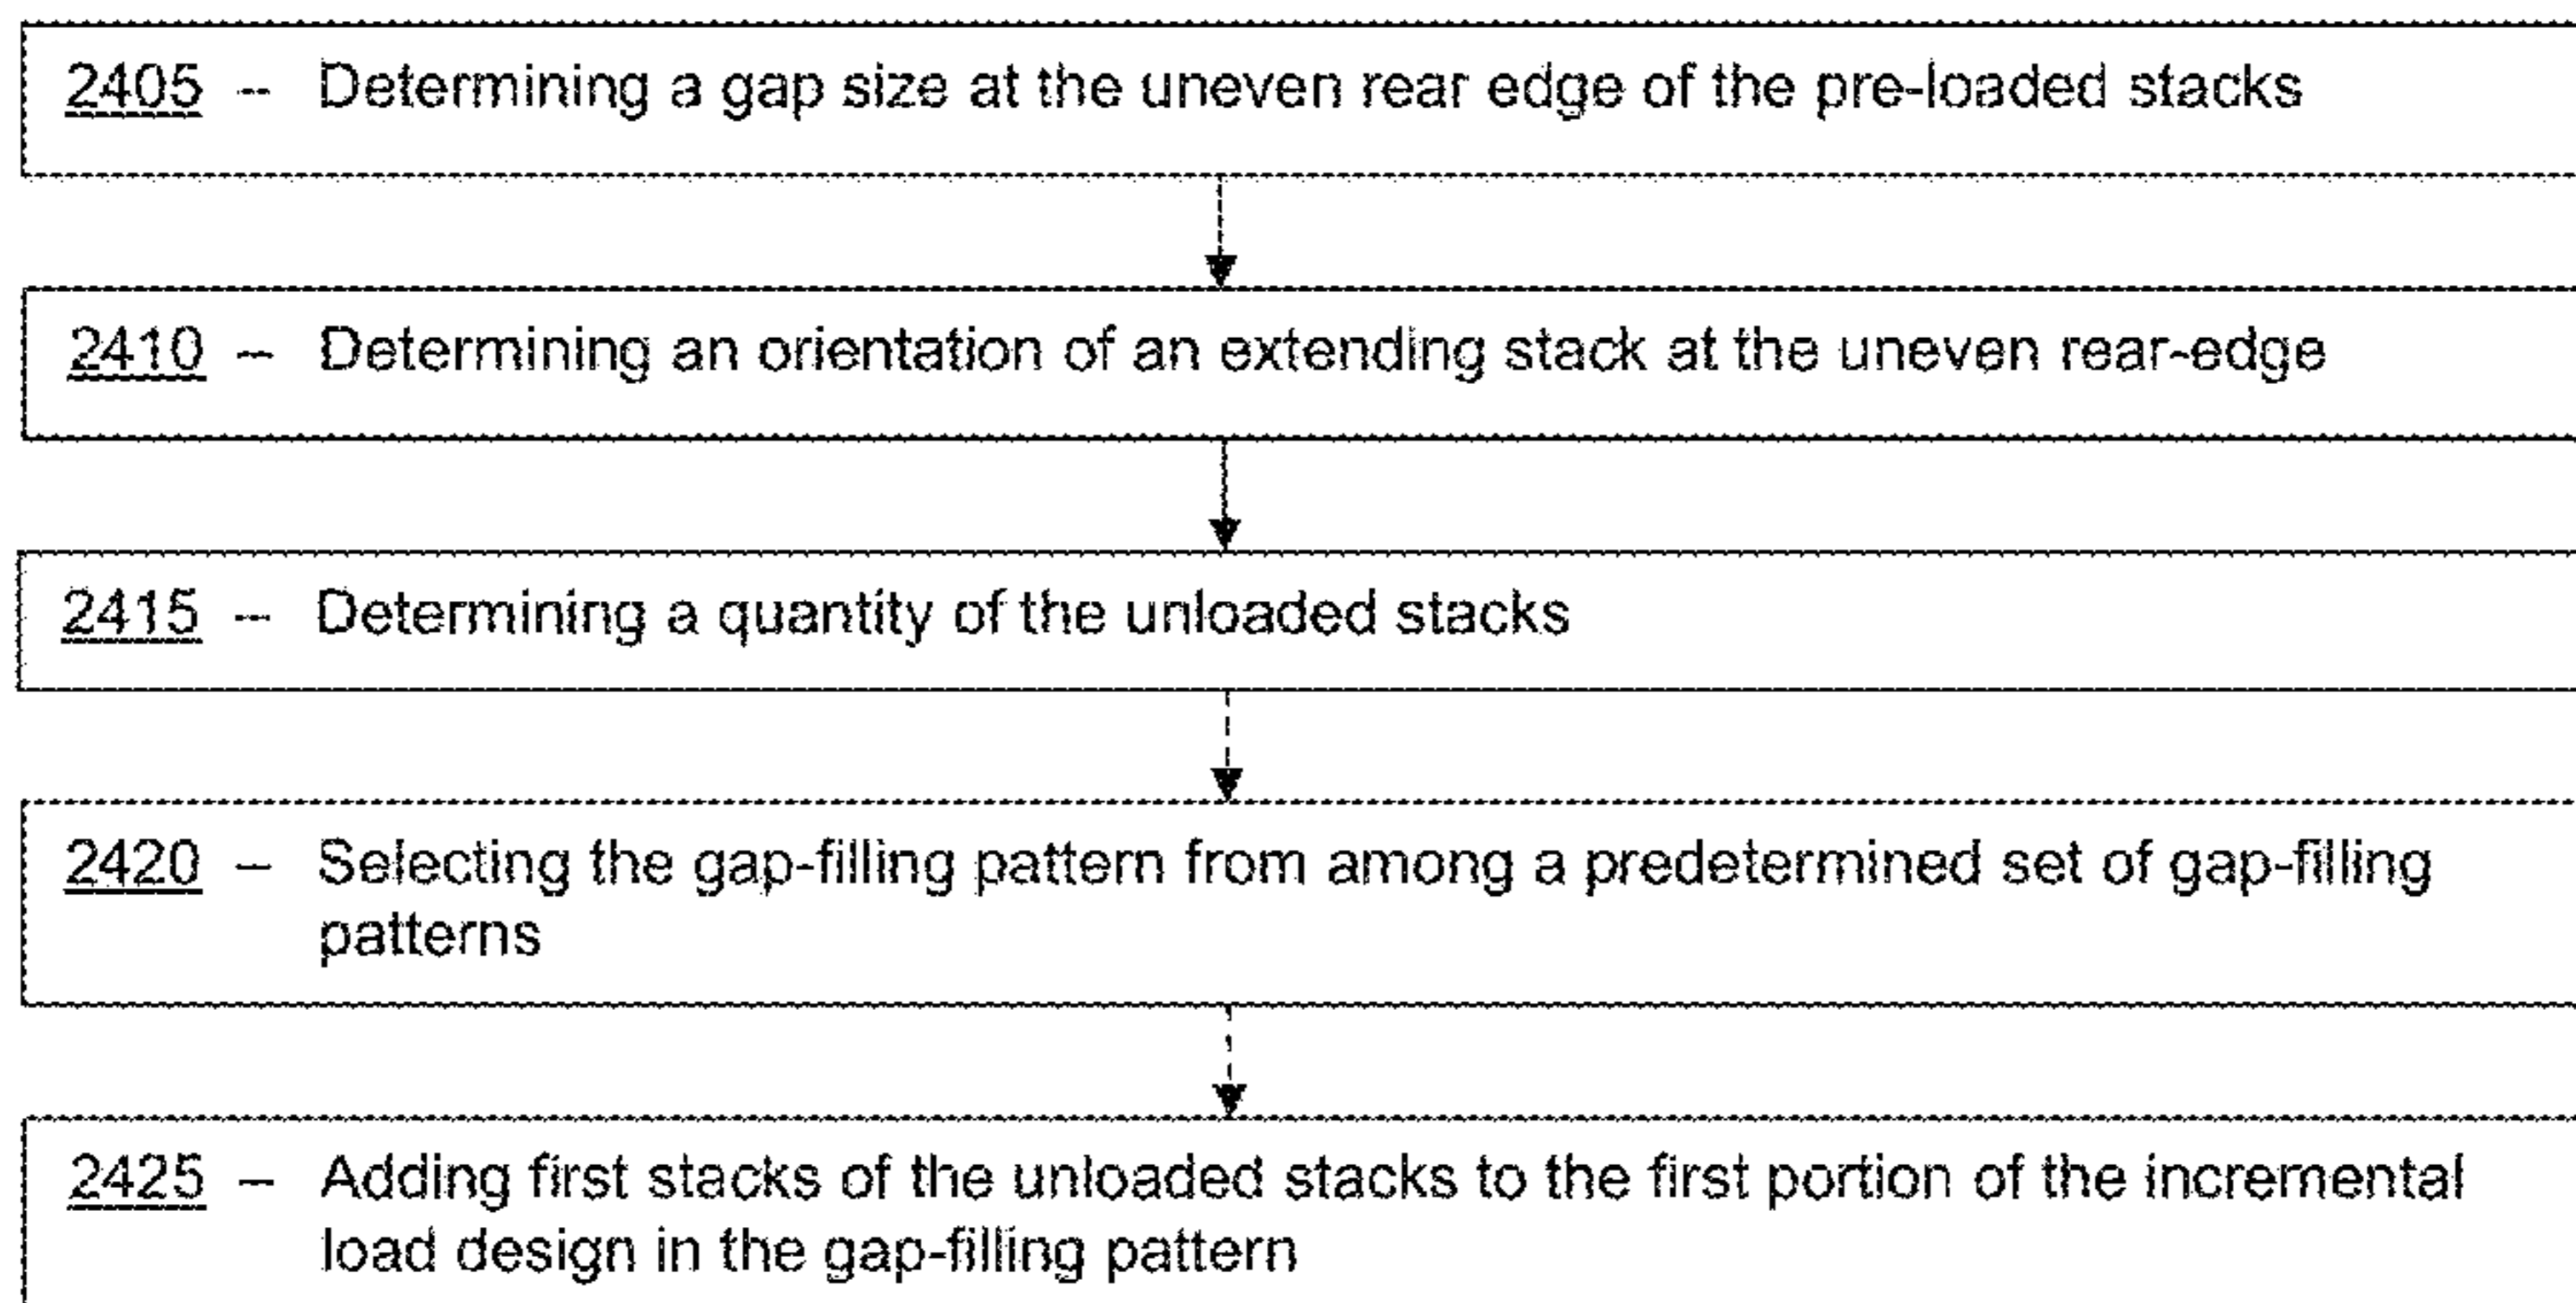 2405 -- Determining a gap size at the uneven rear edge of the pre-loaded stacks
2410 -- Determining an orientation of an extending stack at the uneven rear-edge
2415 -- Determining a quantity of the unloaded stacks
2420 -- Selecting the gap-filling pattern from among a predetermined set of gap-filling
patterns
2425 -- Adding first stacks of the unloaded stacks to the first portion of the incremental
load design in the gap-filling pattern